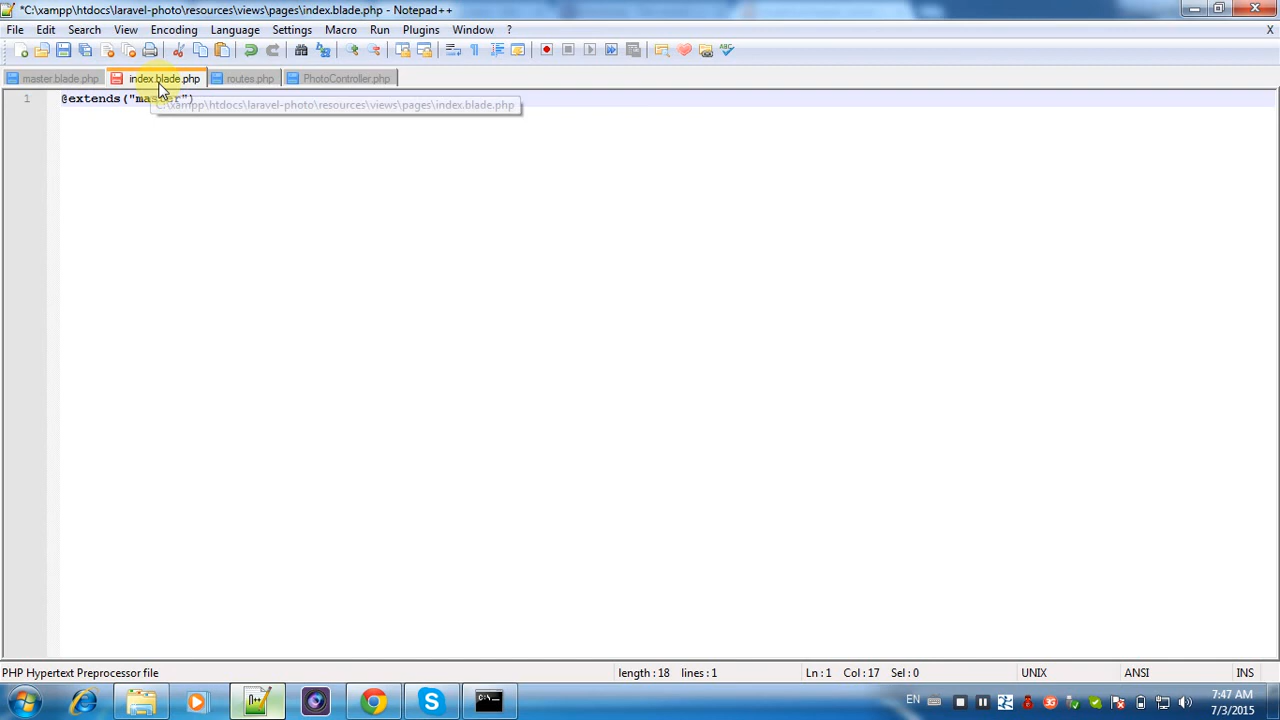 *C:\xampp\htdocs\laravel-photo\resources\views\pages\index.blade.php - Notepad++
File Edit Search View Encoding Language Settings Macro Run Plugins Window ? X
master.blade.php index.blade.php routes.php PhotoController.php
1 @extends("master")
C:\xampp\htdocs\laravel-photo\resources\views\pages\index.blade.php
PHP Hypertext Preprocessor file length : 18 lines : 1 Ln : 1 Col : 17 Sel : 0 UNIX ANSI INS
EN 7:47 AM
7/3/2015